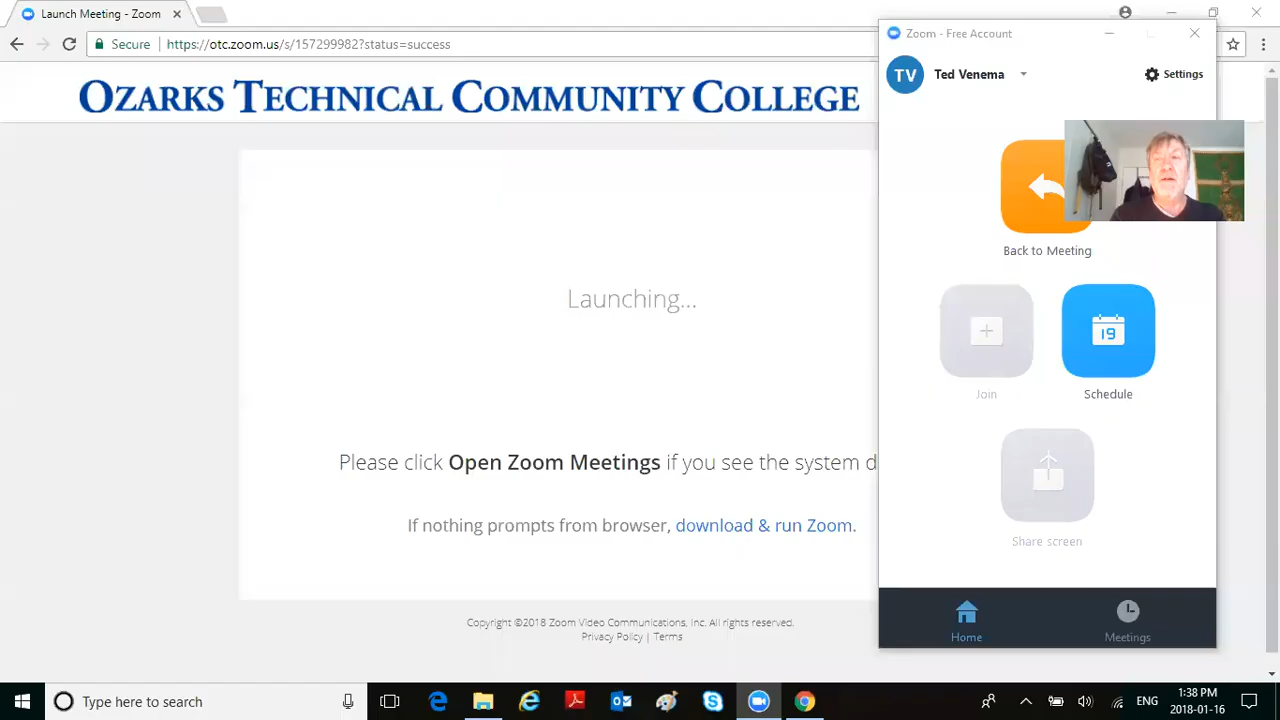 Launch Meeting - Zoom
Secure
https://otc.zoom.us/s/157299982?status=success
OZARKS TECHNICAL COMMUNITY COLLEGE
Launching...
Please click Open Zoom Meetings if you see the system d
If nothing prompts from browser, download & run Zoom.
Copyright ©2018 Zoom Video Communications, Inc. All rights reserved.
Privacy Policy | Terms
Zoom - Free Account
TV
Ted Venema
Settings
Back to Meeting
19
Join
Schedule
Share screen
Home
Meetings
Type here to search
ENG
1:38 PM
2018-01-16